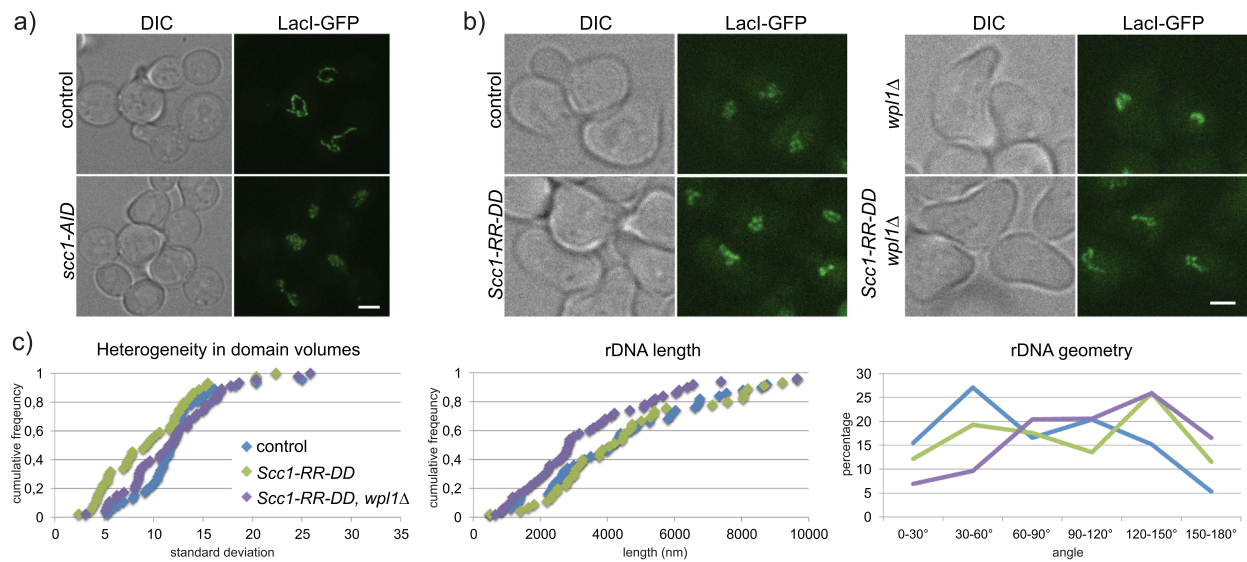 a)
DIC
LacI-GFP
control
scc1-AID
b)
DIC
LacI-GFP
DIC
LacI-GFP
control
Scc1-RR-DD
wpl1Δ
Scc1-RR-DD
wpl1Δ
c)
Heterogeneity in domain volumes
cumulative frequuncy
1
0,8
0,6
0,4
0,2
0
0
5
10
15
20
25
30
35
standard deviation
control
Scc1-RR-DD
Scc1-RR-DD, wpl1Δ
rDNA length
cumulative frequncy
1
0,8
0,6
0,4
0,2
0
0
2000
4000
6000
8000
10000
length (nm)
rDNA geometry
percentage
30
25
20
15
10
5
0
0-30°
30-60°
60-90°
90-120°
120-150°
150-180°
angle